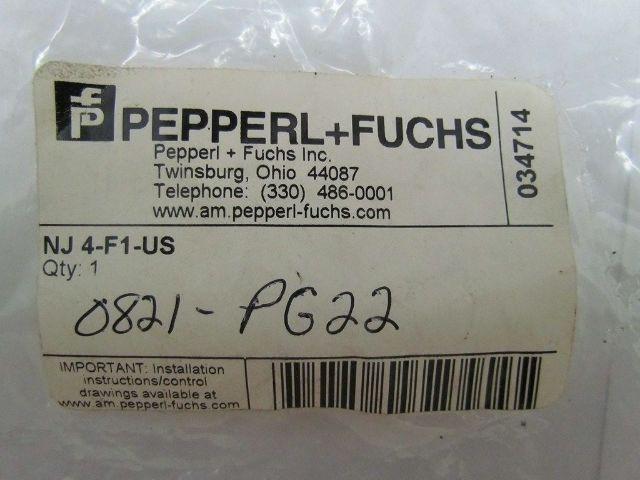 PEPPERL+FUCHS
Pepperl + Fuchs Inc.
Twinsburg, Ohio 44087
Telephone: (330) 486-0001
www.am.pepperl-fuchs.com
034714
NJ 4-F1-US
Qty: 1
0821-PG22
IMPORTANT: Installation
instructions/control
drawings available at
www.am.pepperl-fuchs.com